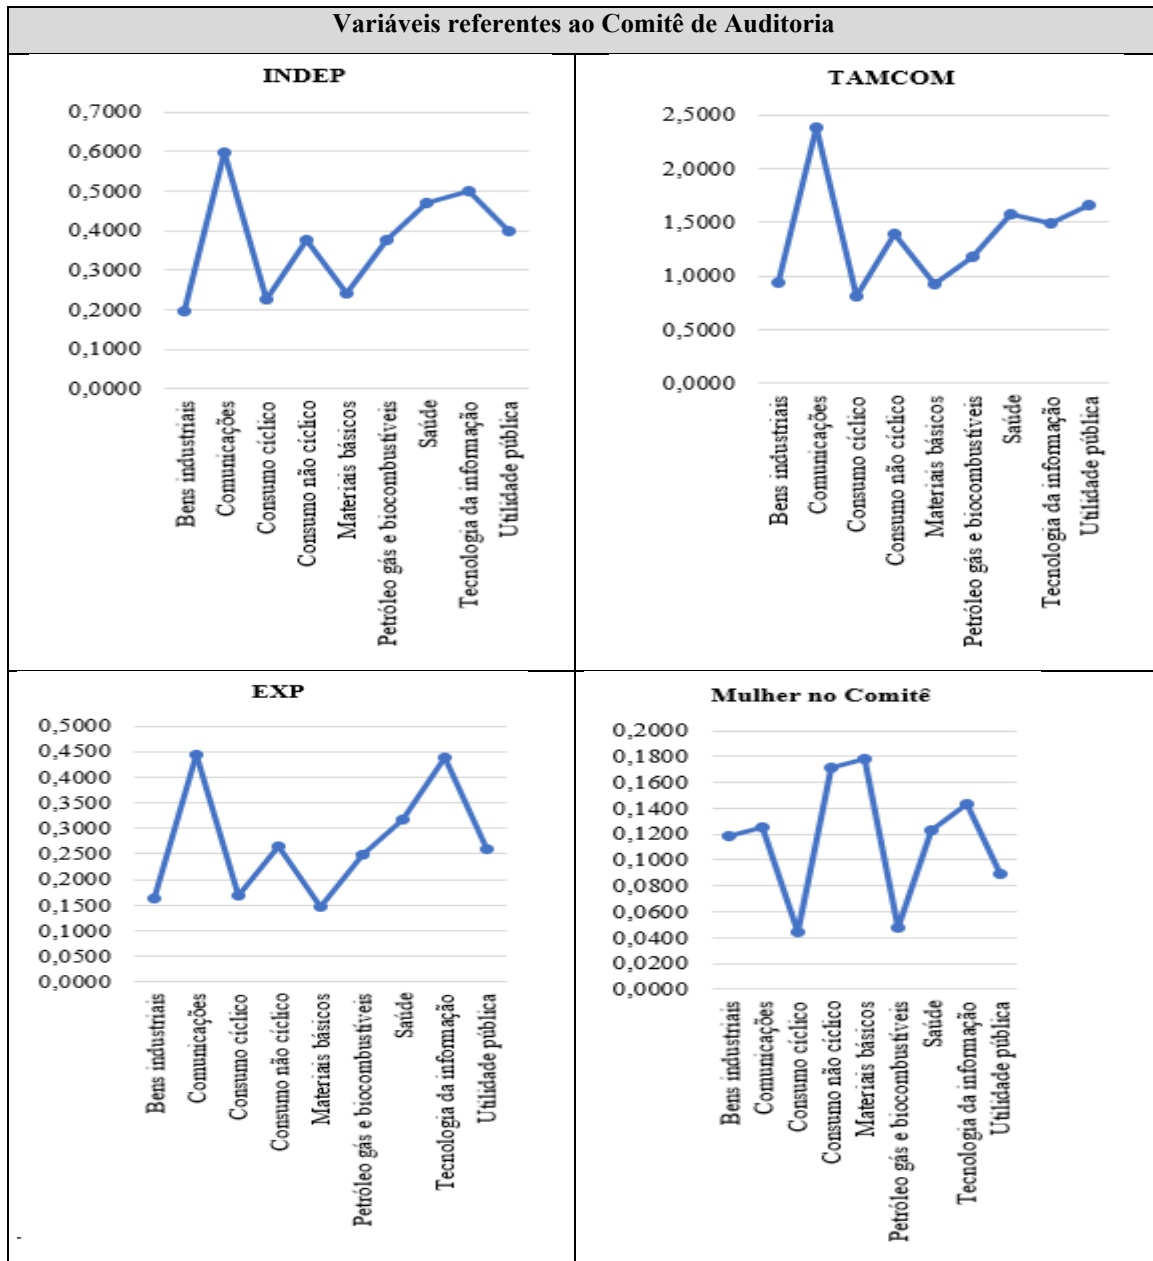 Variáveis referentes ao Comitê de Auditoria
INDEP
0,7000
0,6000
0,5000
0,4000
0,3000
0,2000
0,1000
0,0000
Bens industriais
Comunicações
Consumo cíclico
Consumo não cíclico
Materiais básicos
Petróleo gás e biocombustíveis
Saúde
Tecnologia da informação
Utilidade pública
TAMCOM
2,5000
2,0000
1,5000
1,0000
0,5000
0,0000
Bens industriais
Comunicações
Consumo cíclico
Consumo não cíclico
Materiais básicos
Petróleo gás e biocombustíveis
Saúde
Tecnologia da informação
Utilidade pública
EXP
0,5000
0,4500
0,4000
0,3500
0,3000
0,2500
0,2000
0,1500
0,1000
0,0500
0,0000
Bens industriais
Comunicações
Consumo cíclico
Consumo não cíclico
Materiais básicos
Petróleo gás e biocombustíveis
Saúde
Tecnologia da informação
Utilidade pública
-
Mulher no Comitê
0,2000
0,1800
0,1600
0,1400
0,1200
0,1000
0,0800
0,0600
0,0400
0,0200
0,0000
Bens industriais
Comunicações
Consumo cíclico
Consumo não cíclico
Materiais básicos
Petróleo gás e biocombustíveis
Saúde
Tecnologia da informação
Utilidade pública